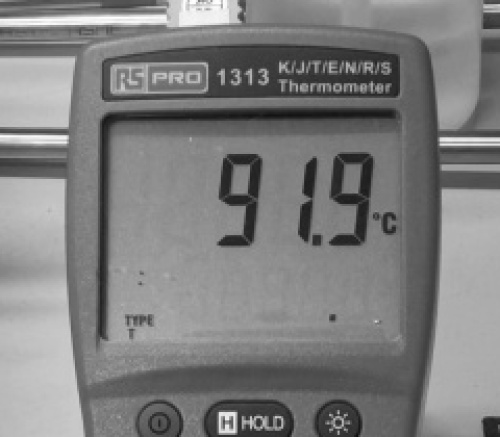 RS PRO 1313 K/J/T/E/N/R/S
Thermometer
91.9 °C
TYPE
T
H HOLD